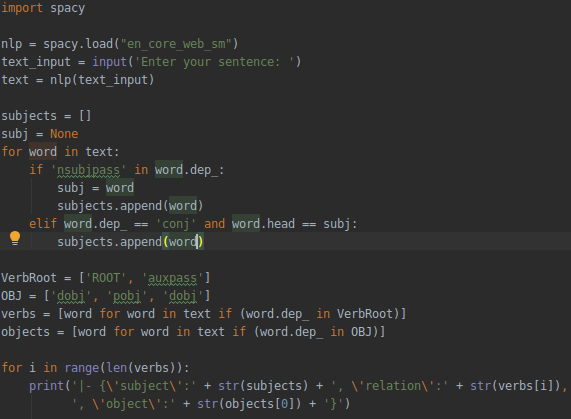 import spacy

nlp = spacy.load("en_core_web_sm")
text_input = input('Enter your sentence: ')
text = nlp(text_input)

subjects = []
subj = None
for word in text:
    if 'nsubjpass' in word.dep_:
        subj = word
        subjects.append(word)
    elif word.dep_ == 'conj' and word.head == subj:
        subjects.append(word)

VerbRoot = ['ROOT', 'auxpass']
OBJ = ['dobj', 'pobj', 'dobj']
verbs = [word for word in text if (word.dep_ in VerbRoot)]
objects = [word for word in text if (word.dep_ in OBJ)]

for i in range(len(verbs)):
    print('|- {\'subject\':' + str(subjects) + ', \'relation\':' + str(verbs[i]),
          ', \'object\':' + str(objects[0]) + '}')